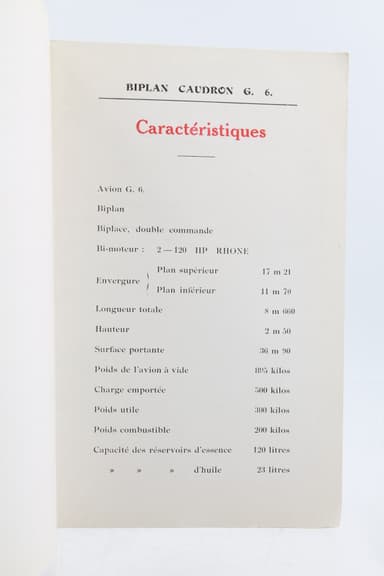 BIPLAN CAUDRON G. 6.
Caractéristiques
Avion G. 6.
Biplan
Biplace, double commande
Bi-moteur : 2 — 120 HP RHONE
Envergure { Plan supérieur 17 m 21
Plan inférieur 11 m 70
Longueur totale 8 m 660
Hauteur 2 m 50
Surface portante 36 m 90
Poids de l'avion à vide 895 kilos
Charge emportée 500 kilos
Poids utile 300 kilos
Poids combustible 200 kilos
Capacité des réservoirs d'essence 120 litres
» » » d'huile 23 litres